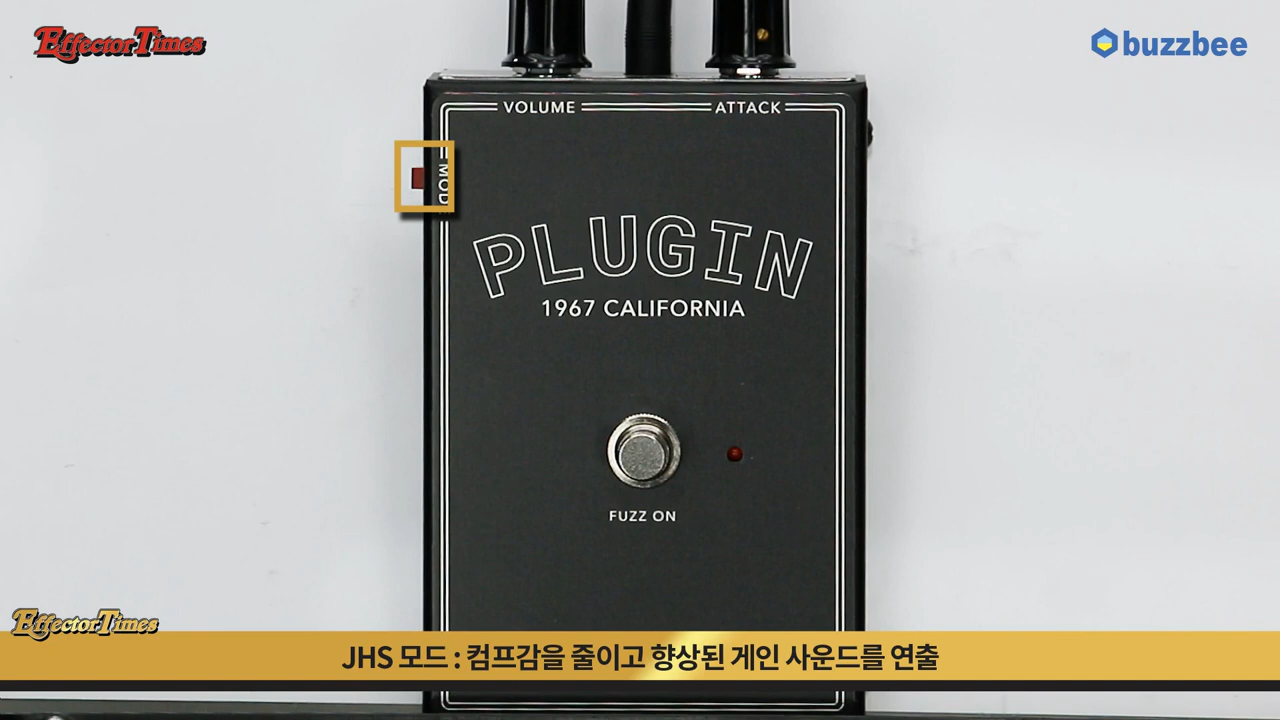 EffectorTimes
buzzbee
VOLUME
ATTACK
MOD
PLUGIN
1967 CALIFORNIA
FUZZ ON
EffectorTimes
JHS 모드 : 컴프감을 줄이고 향상된 게인 사운드를 연출